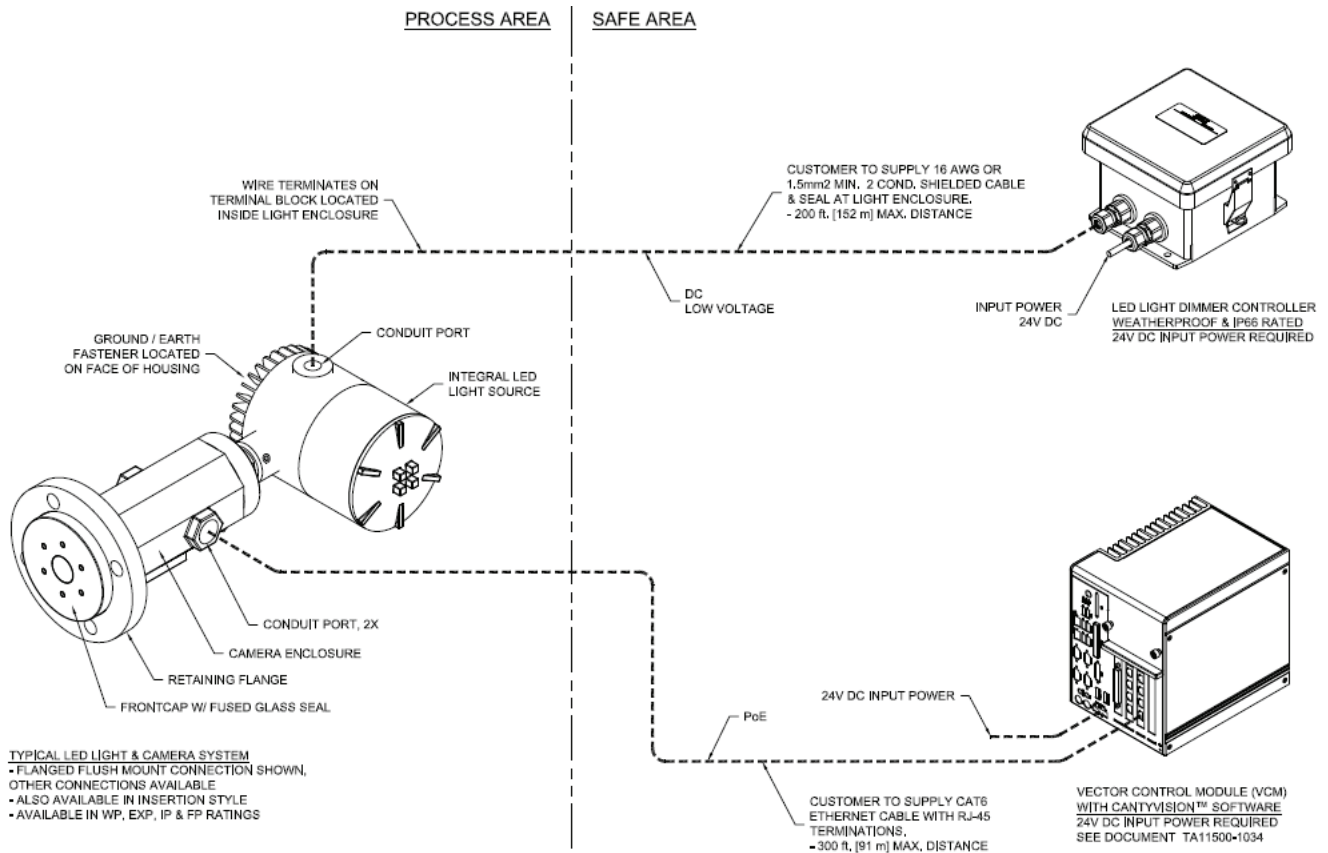 PROCESS AREA
SAFE AREA
WIRE TERMINATES ON
TERMINAL BLOCK LOCATED
INSIDE LIGHT ENCLOSURE
CUSTOMER TO SUPPLY 16 AWG OR
1.5mm2 MIN. 2 COND. SHIELDED CABLE
& SEAL AT LIGHT ENCLOSURE.
- 200 ft. [152 m] MAX. DISTANCE
DC
LOW VOLTAGE
INPUT POWER
24V DC
LED LIGHT DIMMER CONTROLLER
WEATHERPROOF & IP66 RATED
24V DC INPUT POWER REQUIRED
GROUND / EARTH
FASTENER LOCATED
ON FACE OF HOUSING
CONDUIT PORT
INTEGRAL LED
LIGHT SOURCE
CONDUIT PORT, 2X
CAMERA ENCLOSURE
RETAINING FLANGE
FRONTCAP W/ FUSED GLASS SEAL
TYPICAL LED LIGHT & CAMERA SYSTEM
- FLANGED FLUSH MOUNT CONNECTION SHOWN,
OTHER CONNECTIONS AVAILABLE
- ALSO AVAILABLE IN INSERTION STYLE
- AVAILABLE IN WP, EXP, IP & FP RATINGS
24V DC INPUT POWER
PoE
CUSTOMER TO SUPPLY CAT6
ETHERNET CABLE WITH RJ-45
TERMINATIONS.
- 300 ft. [91 m] MAX. DISTANCE
VECTOR CONTROL MODULE (VCM)
WITH CANTYVISION™ SOFTWARE
24V DC INPUT POWER REQUIRED
SEE DOCUMENT TA11500-1034